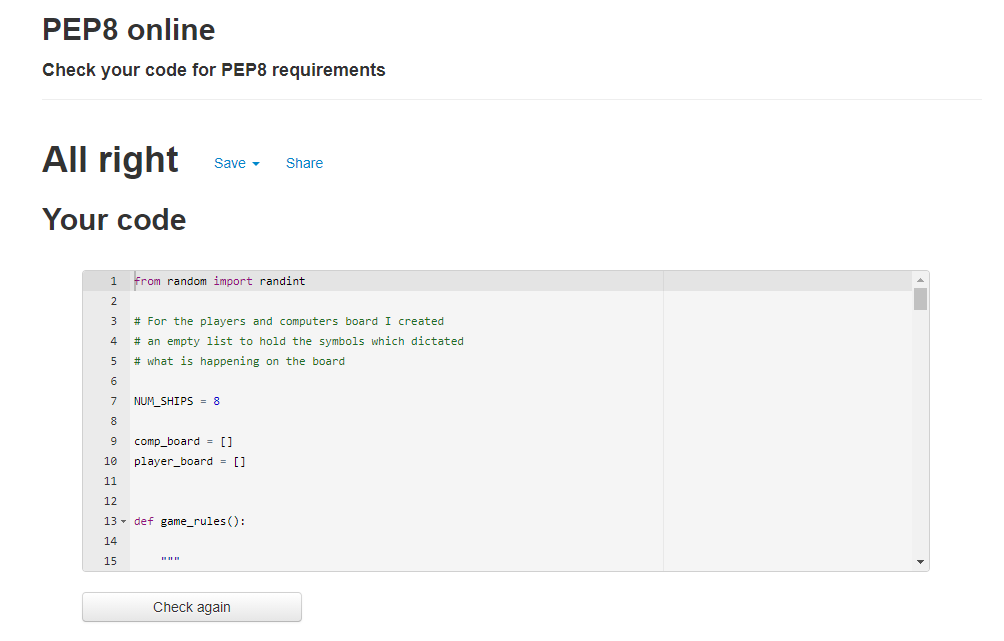 PEP8 online
Check your code for PEP8 requirements
All right Save Share
Your code
1 from random import randint
2
3 # For the players and computers board I created
4 # an empty list to hold the symbols which dictated
5 # what is happening on the board
6
7 NUM_SHIPS = 8
8
9 comp_board = []
10 player_board = []
11
12
13 def game_rules():
14
15 """
Check again